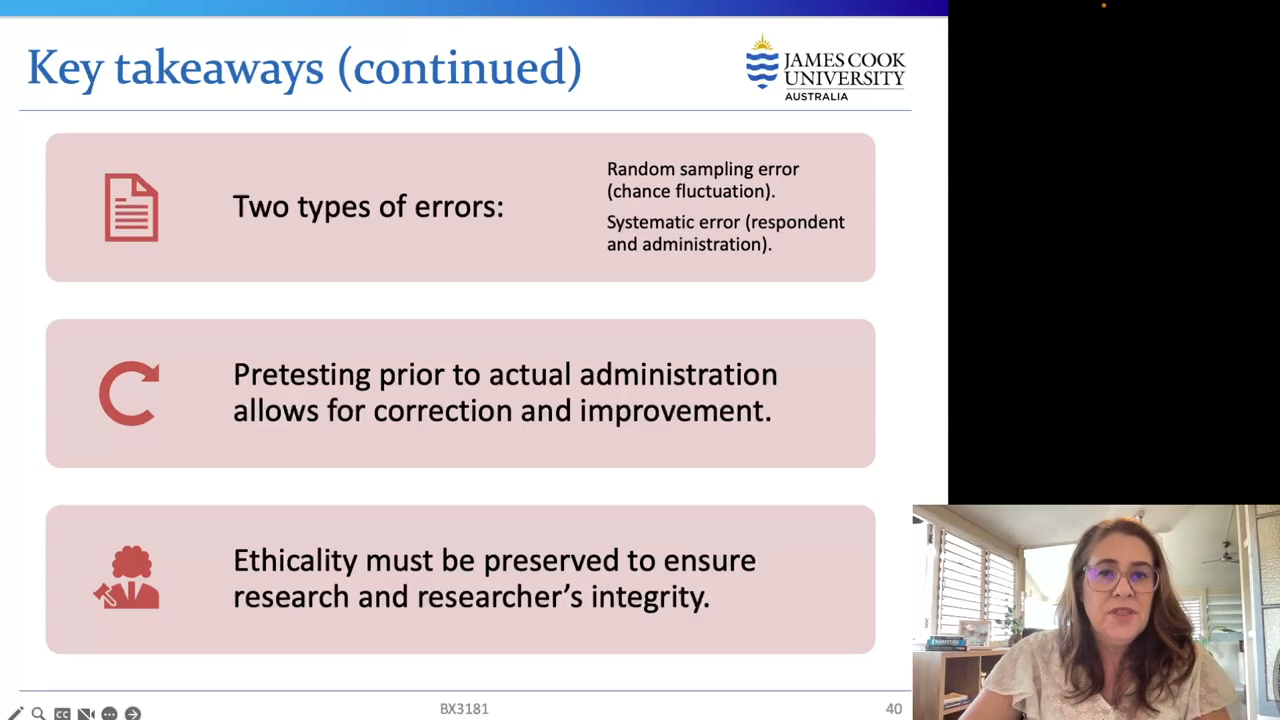 Key takeaways (continued)
JAMES COOK
UNIVERSITY
AUSTRALIA
Two types of errors:
Random sampling error
(chance fluctuation).
Systematic error (respondent
and administration).
Pretesting prior to actual administration
allows for correction and improvement.
Ethicality must be preserved to ensure
research and researcher’s integrity.
CC
BX3181
40